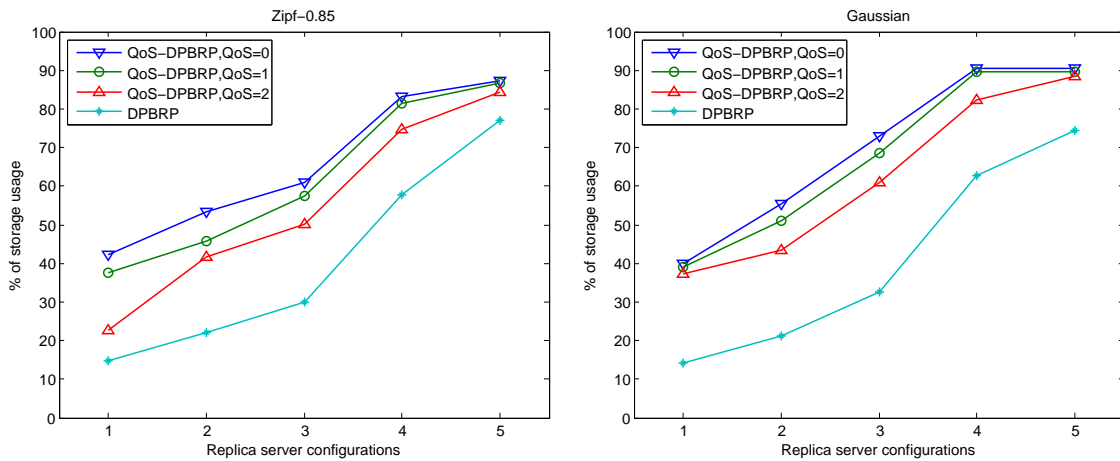 Zipf−0.85
100
90
80
70
60
50
40
30
20
10
0
QoS−DPBRP,QoS=0
QoS−DPBRP,QoS=1
QoS−DPBRP,QoS=2
DPBRP
% of storage usage
1 2 3 4 5
Replica server configurations
Gaussian
100
90
80
70
60
50
40
30
20
10
0
QoS−DPBRP,QoS=0
QoS−DPBRP,QoS=1
QoS−DPBRP,QoS=2
DPBRP
% of storage usage
1 2 3 4 5
Replica server configurations